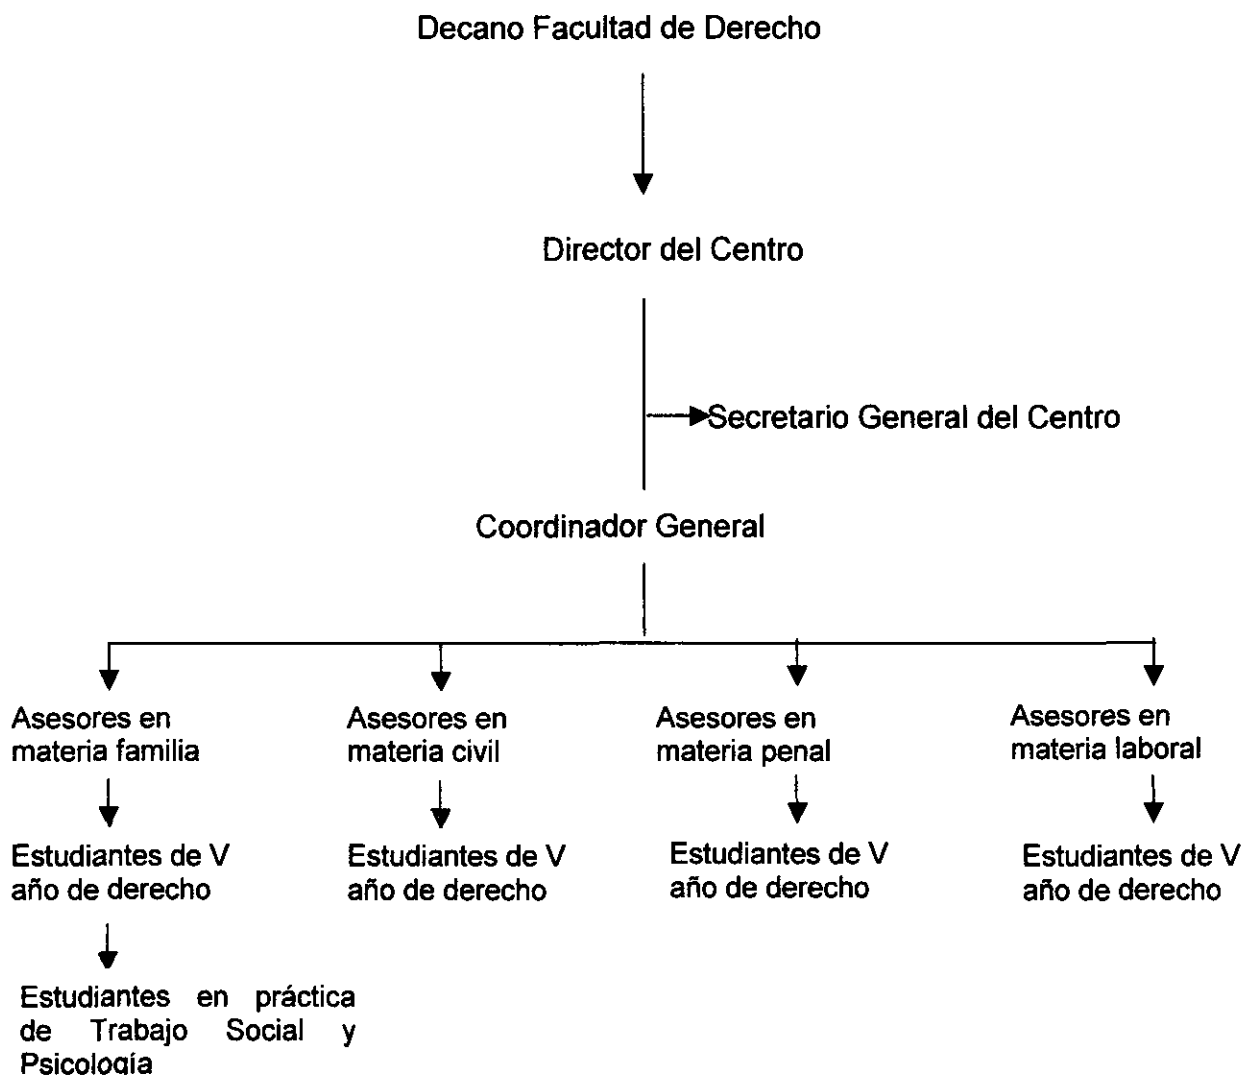 Decano Facultad de Derecho
Director del Centro
Secretario General del Centro
Coordinador General
Asesores en
materia familia
Asesores en
materia civil
Asesores en
materia penal
Asesores en
materia laboral
Estudiantes de V
año de derecho
Estudiantes de V
año de derecho
Estudiantes de V
año de derecho
Estudiantes de V
año de derecho
Estudiantes en práctica
de Trabajo Social y
Psicología